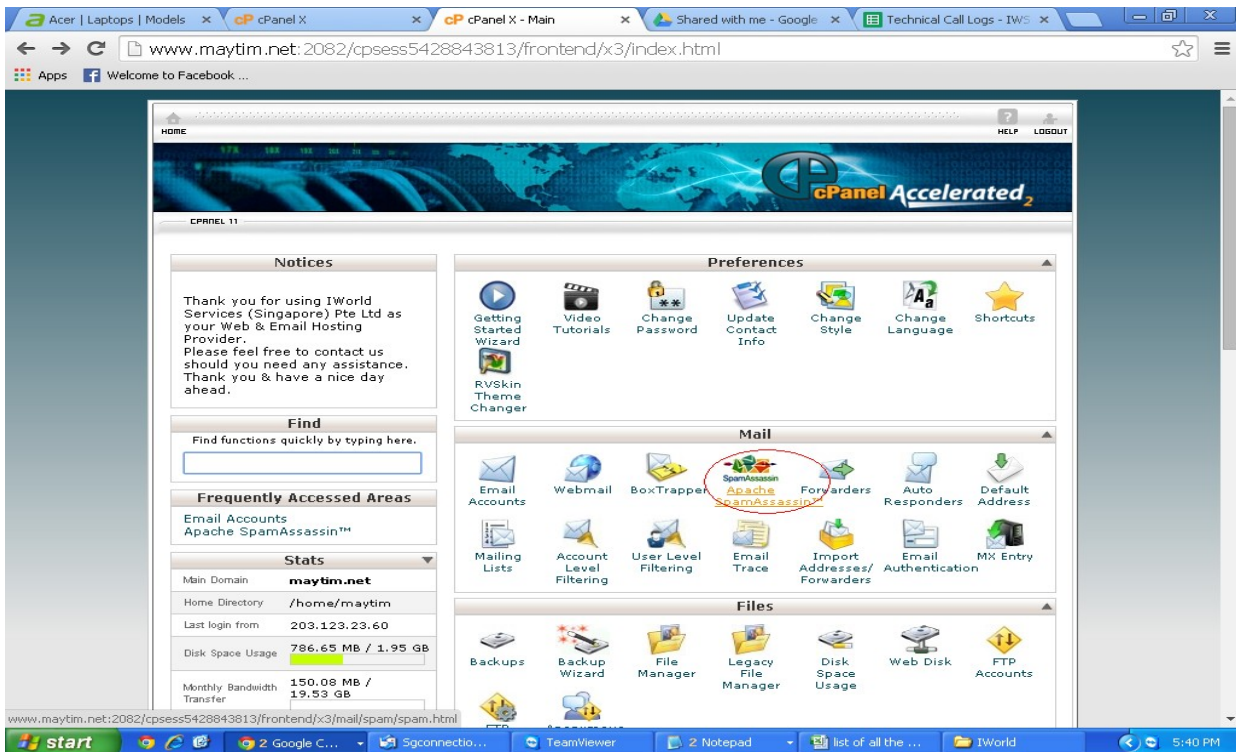 Acer | Laptops | Models
cPanel X
cPanel X - Main
Shared with me - Google
Technical Call Logs - IWS
www.maytim.net:2082/cpsess5428843813/frontend/x3/index.html
Apps
Welcome to Facebook ...
HOME
HELP
LOGOUT
cPanel Accelerated2
CPANEL 11
Notices
Thank you for using IWorld
Services (Singapore) Pte Ltd as
your Web & Email Hosting
Provider.
Please feel free to contact us
should you need any assistance.
Thank you & have a nice day
ahead.
Find
Find functions quickly by typing here.
Frequently Accessed Areas
Email Accounts
Apache SpamAssassin™
Stats
Main Domain maytim.net
Home Directory /home/maytim
Last login from 203.123.23.60
Disk Space Usage 786.65 MB / 1.95 GB
Monthly Bandwidth
Transfer
150.08 MB /
19.53 GB
Preferences
Getting
Started
Wizard
Video
Tutorials
Change
Password
Update
Contact
Info
Change
Style
Change
Language
Shortcuts
RVSkin
Theme
Changer
Mail
Email
Accounts
Webmail
BoxTrapper
SpamAssassin
Apache
SpamAssassin™
Forwarders
Auto
Responders
Default
Address
Mailing
Lists
Account
Level
Filtering
User Level
Filtering
Email
Trace
Import
Addresses/
Forwarders
Email
Authentication
MX Entry
Files
Backups
Backup
Wizard
File
Manager
Legacy
File
Manager
Disk
Space
Usage
Web Disk
FTP
Accounts
www.maytim.net:2082/cpsess5428843813/frontend/x3/mail/spam/spam.html
start
2 Google C...
Sgconnectio...
TeamViewer
2 Notepad
list of all the ...
IWorld
5:40 PM